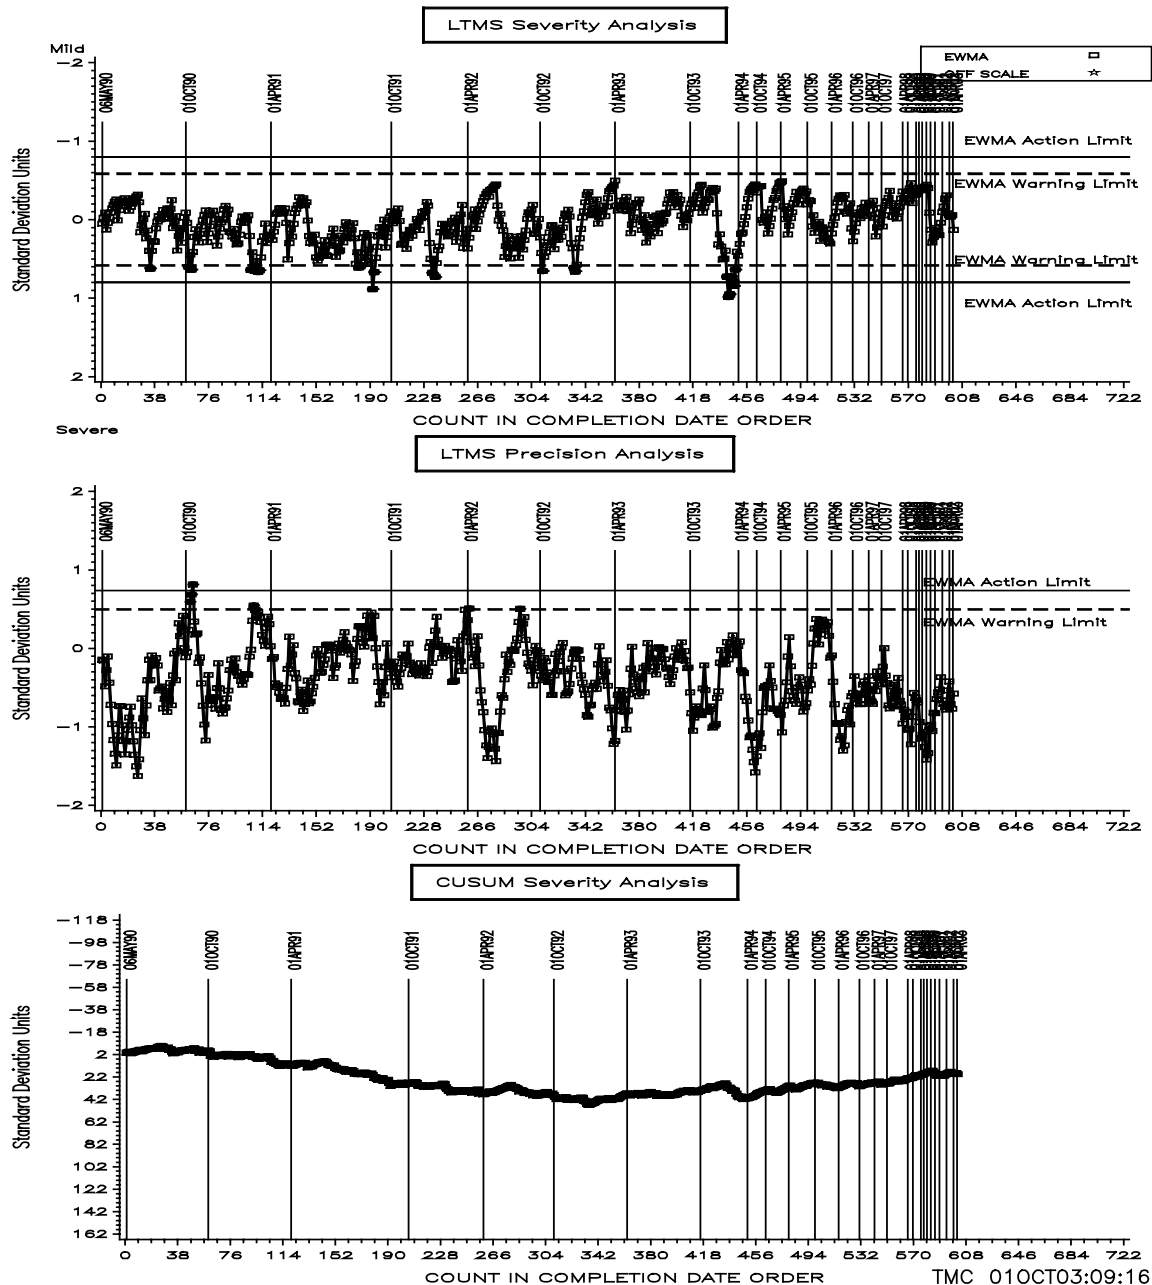 LTMS Severity Analysis
Mild
EWMA
OFF SCALE
-2
-1
0
1
2
Standard Deviation Units
06MAY90
01OCT90
01APR91
01OCT91
01APR92
01OCT92
01APR93
01OCT93
01APR94
01OCT94
01APR95
01OCT95
01APR96
01OCT96
01APR97
01OCT97
01APR98
EWMA Action Limit
EWMA Warning Limit
EWMA Warning Limit
EWMA Action Limit
0 38 76 114 152 190 228 266 304 342 380 418 456 494 532 570 608 646 684 722
COUNT IN COMPLETION DATE ORDER
Severe
LTMS Precision Analysis
2
1
0
-1
-2
Standard Deviation Units
06MAY90
01OCT90
01APR91
01OCT91
01APR92
01OCT92
01APR93
01OCT93
01APR94
01OCT94
01APR95
01OCT95
01APR96
01OCT96
01APR97
01OCT97
01APR98
EWMA Action Limit
EWMA Warning Limit
0 38 76 114 152 190 228 266 304 342 380 418 456 494 532 570 608 646 684 722
COUNT IN COMPLETION DATE ORDER
CUSUM Severity Analysis
-118
-98
-78
-58
-38
-18
2
22
42
62
82
102
122
142
162
Standard Deviation Units
06MAY90
01OCT90
01APR91
01OCT91
01APR92
01OCT92
01APR93
01OCT93
01APR94
01OCT94
01APR95
01OCT95
01APR96
01OCT96
01APR97
01OCT97
01APR98
01APR03
0 38 76 114 152 190 228 266 304 342 380 418 456 494 532 570 608 646 684 722
COUNT IN COMPLETION DATE ORDER
TMC 01OCT03:09:16